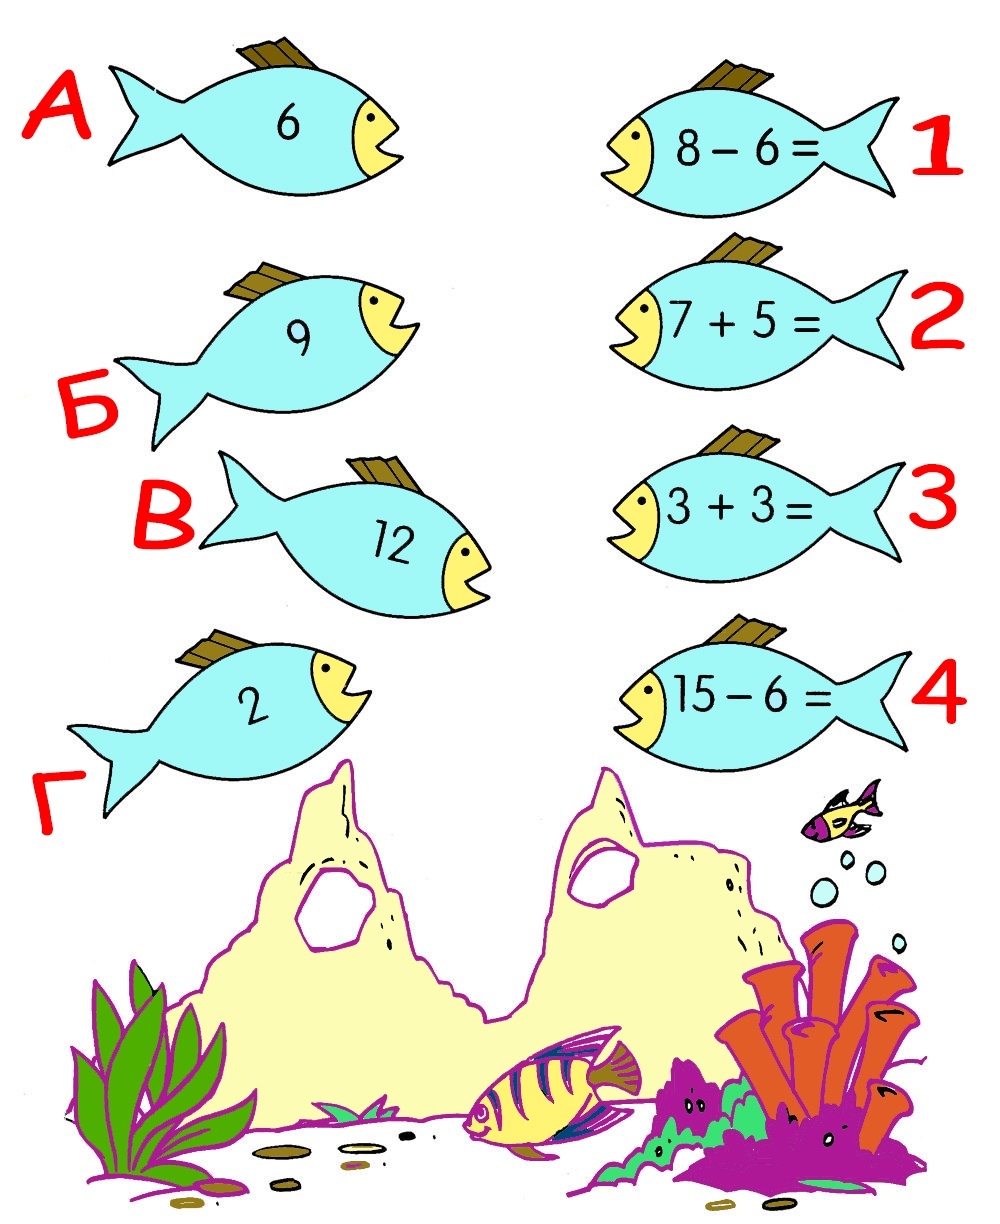 А 6
8 – 6 = 1
Б 9
7 + 5 = 2
В 12
3 + 3 = 3
Г 2
15 – 6 = 4